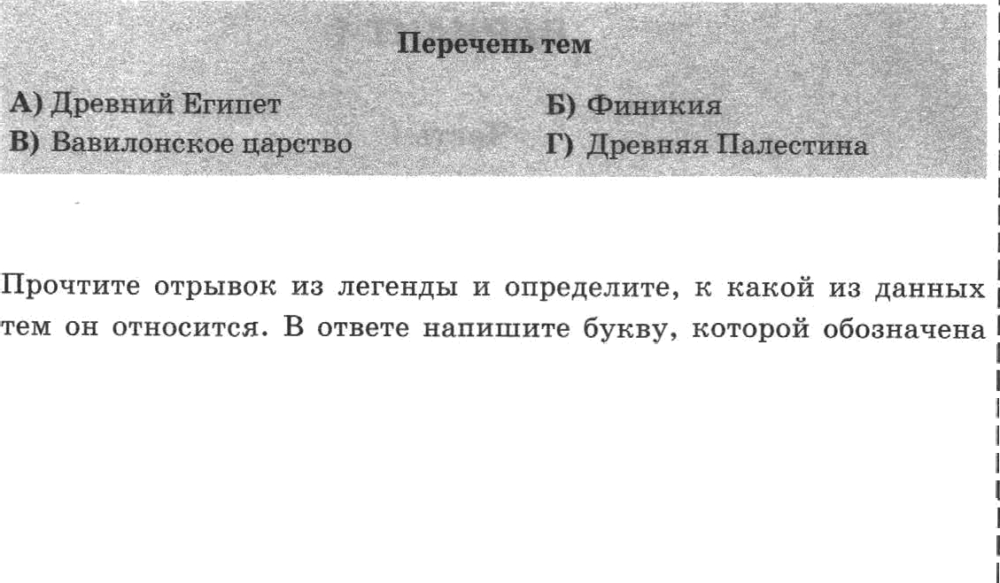 Перечень тем
А) Древний Египет Б) Финикия
В) Вавилонское царство Г) Древняя Палестина
Прочтите отрывок из легенды и определите, к какой из данных
тем он относится. В ответе напишите букву, которой обозначена